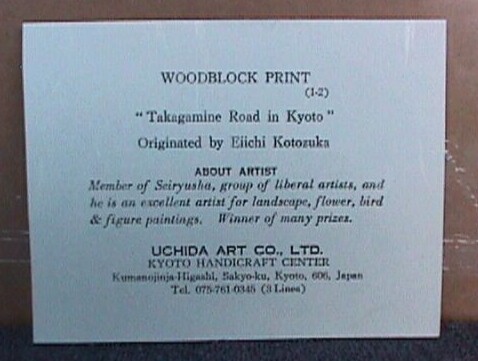 WOODBLOCK PRINT
(I-2)
"Takagamine Road in Kyoto"
Originated by Eiichi Kotozuka
ABOUT ARTIST
Member of Seiryusha, group of liberal artists, and
he is an excellent artist for landscape, flower, bird
& figure paintings. Winner of many prizes.
UCHIDA ART CO., LTD.
KYOTO HANDICRAFT CENTER
Kumanojinja-Higashi, Sakyo-ku, Kyoto, 606, Japan
Tel. 075-761-0345 (3 Lines)